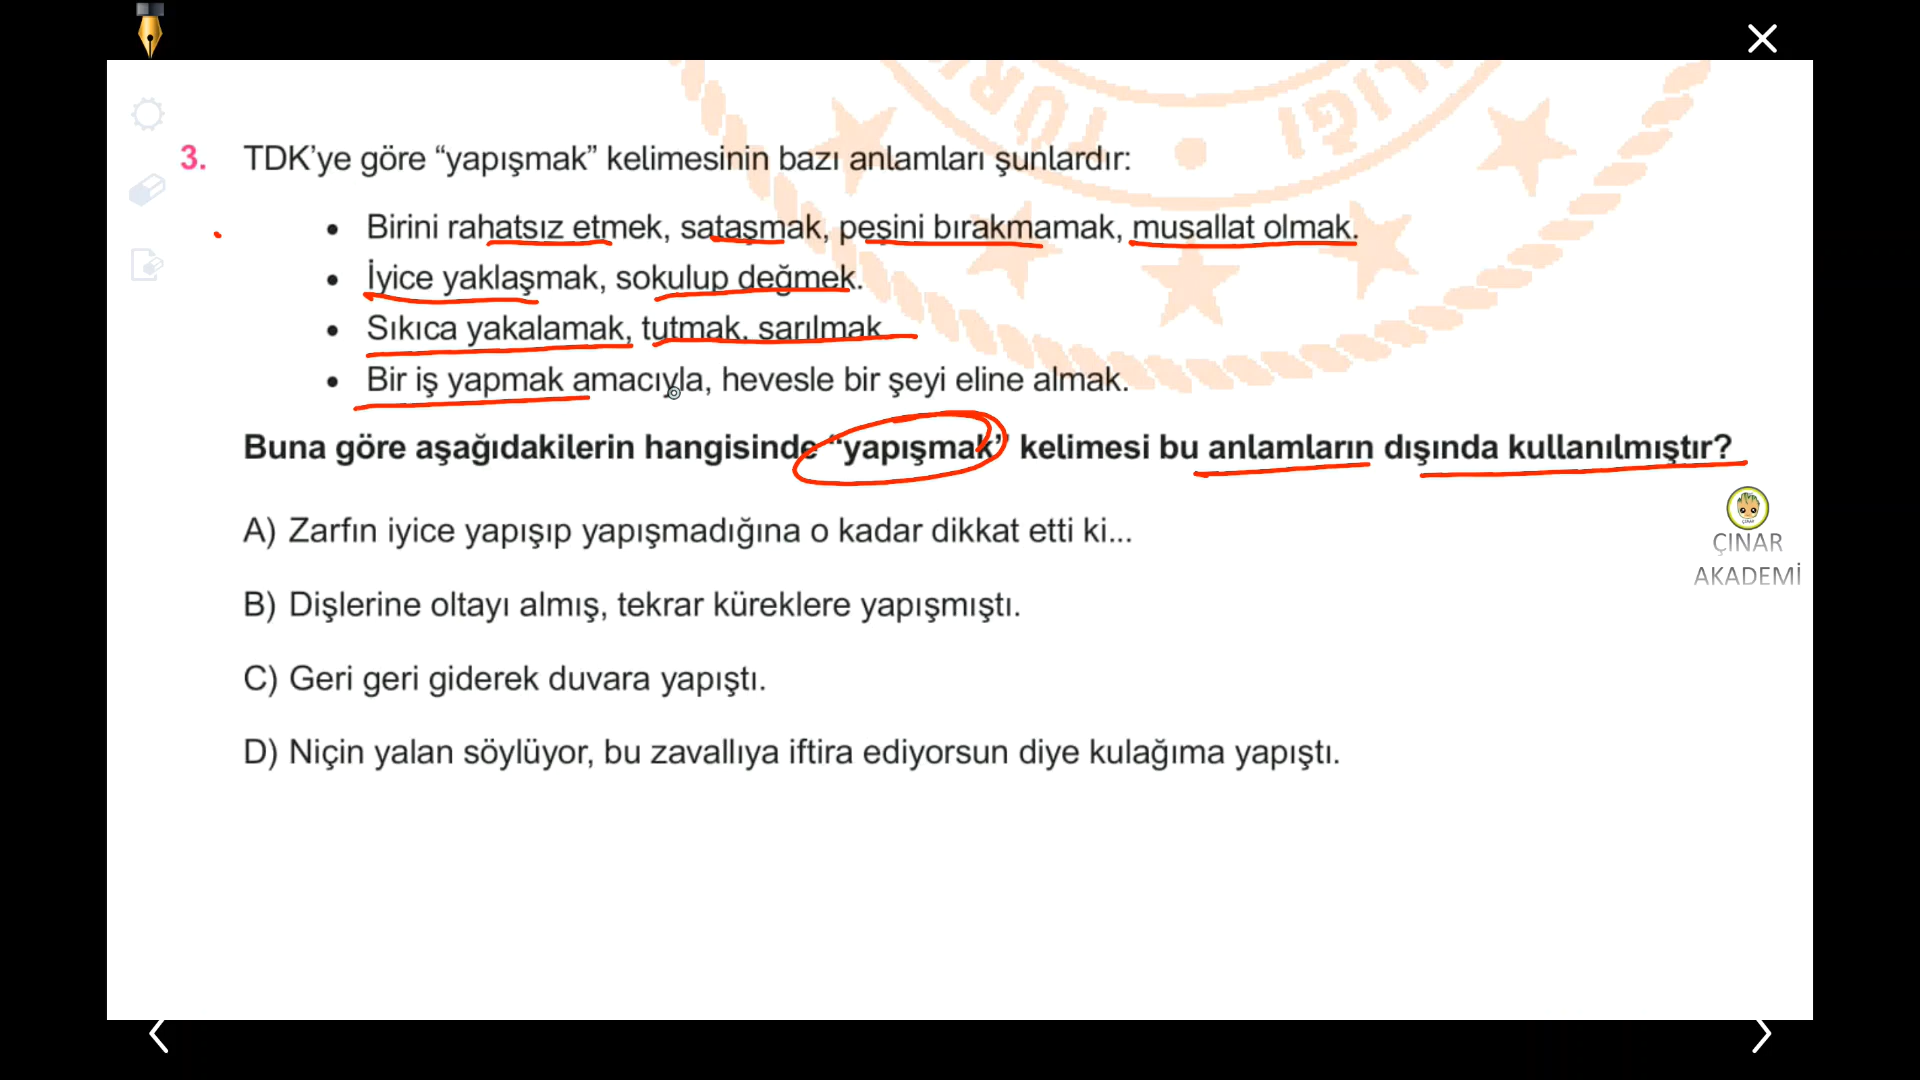 TÜRK
LIĞI
3. TDK’ye göre “yapışmak” kelimesinin bazı anlamları şunlardır:
• Birini rahatsız etmek, sataşmak, peşini bırakmamak, musallat olmak.
• İyice yaklaşmak, sokulup değmek.
• Sıkıca yakalamak, tutmak, sarılmak
• Bir iş yapmak amacıyla, hevesle bir şeyi eline almak.
Buna göre aşağıdakilerin hangisinde “yapışmak” kelimesi bu anlamların dışında kullanılmıştır?
A) Zarfın iyice yapışıp yapışmadığına o kadar dikkat etti ki...
B) Dişlerine oltayı almış, tekrar küreklere yapışmıştı.
C) Geri geri giderek duvara yapıştı.
D) Niçin yalan söylüyor, bu zavallıya iftira ediyorsun diye kulağıma yapıştı.
ÇINAR
AKADEMİ